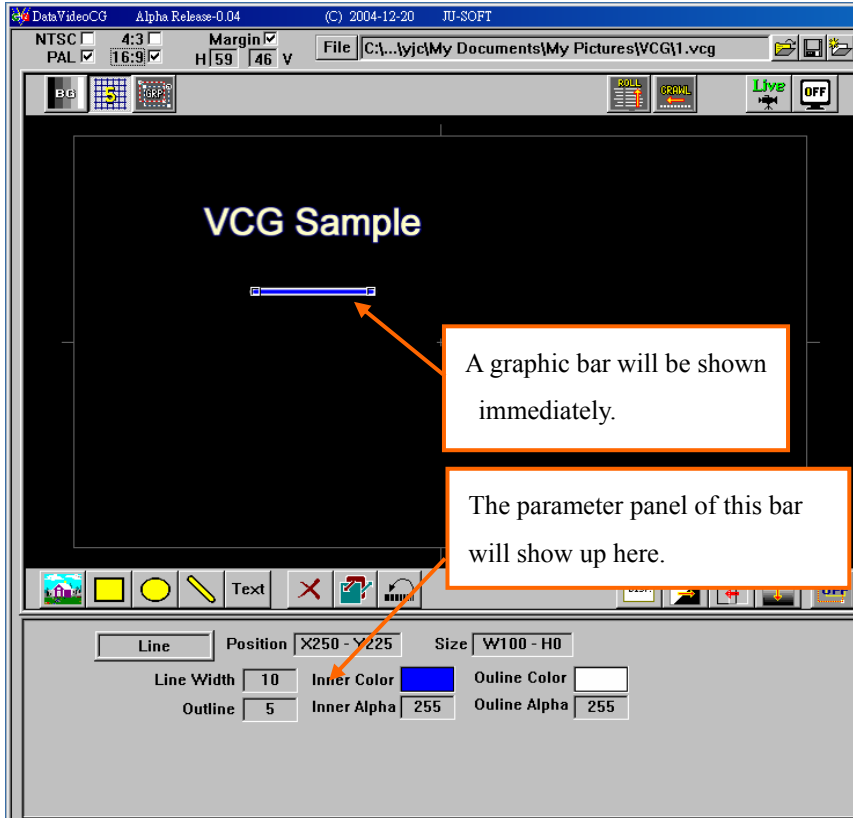 DataVideoCG Alpha Release-0.04 (C) 2004-12-20 JU-SOFT
NTSC 4:3 Margin
PAL 16:9 H 59 46 V File C:\...\yjc\My Documents\My Pictures\VCG\1.vcg
BG 5 GRP ROLL CRAWL Live OFF
VCG Sample
A graphic bar will be shown
immediately.
The parameter panel of this bar
will show up here.
Text
Line Position X250 - Y225 Size W100 - H0
Line Width 10 Inner Color Ouline Color
Outline 5 Inner Alpha 255 Ouline Alpha 255